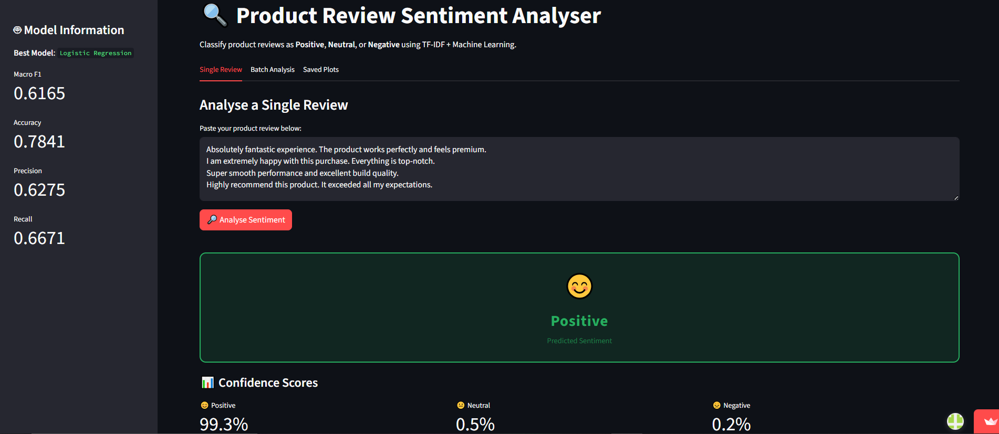 Model Information
Best Model: Logistic Regression
Macro F1
0.6165
Accuracy
0.7841
Precision
0.6275
Recall
0.6671
Product Review Sentiment Analyser
Classify product reviews as Positive, Neutral, or Negative using TF-IDF + Machine Learning.
Single Review Batch Analysis Saved Plots
Analyse a Single Review
Paste your product review below:
Absolutely fantastic experience. The product works perfectly and feels premium.
I am extremely happy with this purchase. Everything is top-notch.
Super smooth performance and excellent build quality.
Highly recommend this product. It exceeded all my expectations.
Analyse Sentiment
Positive
Predicted Sentiment
Confidence Scores
Positive Neutral Negative
99.3% 0.5% 0.2%